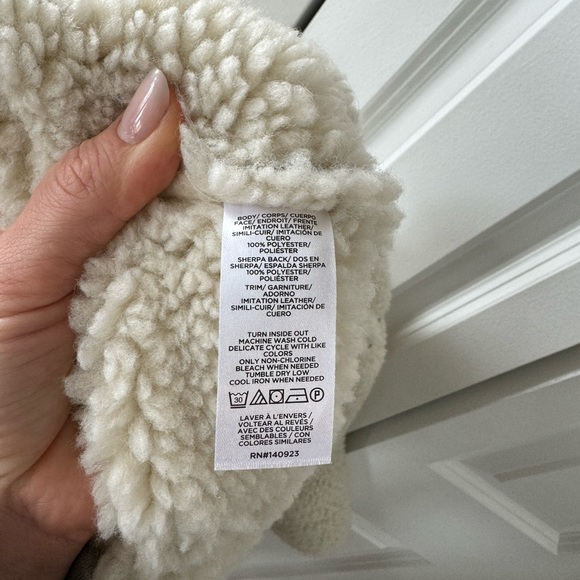 BODY/ CORPS/ CUERPO
FACE/ ENDROIT/ FRENTE
IMITATION LEATHER/
SIMILI-CUIR/ IMITACIÓN DE
CUERO
100% POLYESTER/
POLIÉSTER
SHERPA BACK/ DOS EN
SHERPA/ ESPALDA SHERPA
100% POLYESTER/
POLIÉSTER
TRIM/ GARNITURE/
ADORNO
IMITATION LEATHER/
SIMILI-CUIR/ IMITACIÓN DE
CUERO
TURN INSIDE OUT
MACHINE WASH COLD
DELICATE CYCLE WITH LIKE
COLORS
ONLY NON-CHLORINE
BLEACH WHEN NEEDED
TUMBLE DRY LOW
COOL IRON WHEN NEEDED
30 P
LAVER À L'ENVERS /
VOLTEAR AL REVÉS /
AVEC DES COULEURS
SEMBLABLES / CON
COLORES SIMILARES
RN#140923